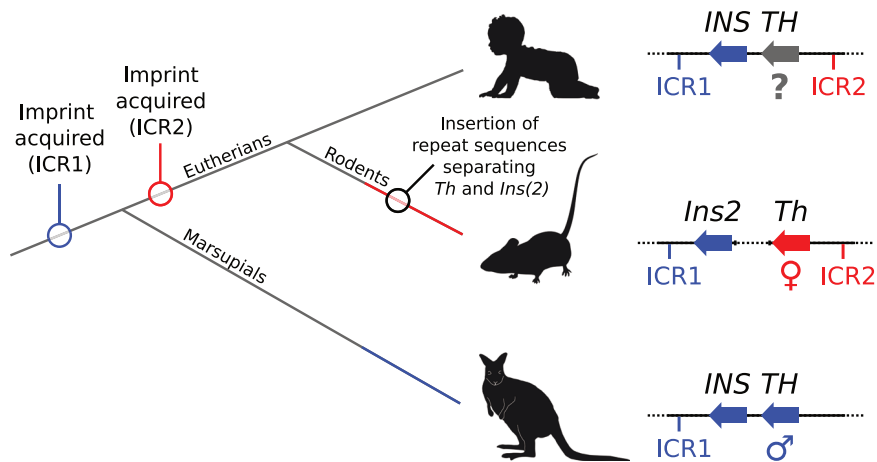 Imprint
acquired
(ICR1)
Imprint
acquired
(ICR2)
Eutherians
Rodents
Marsupials
Insertion of
repeat sequences
separating
Th and Ins(2)
INS TH
ICR1
?
ICR2
Ins2 Th
ICR1
♀
ICR2
INS TH
ICR1
♂